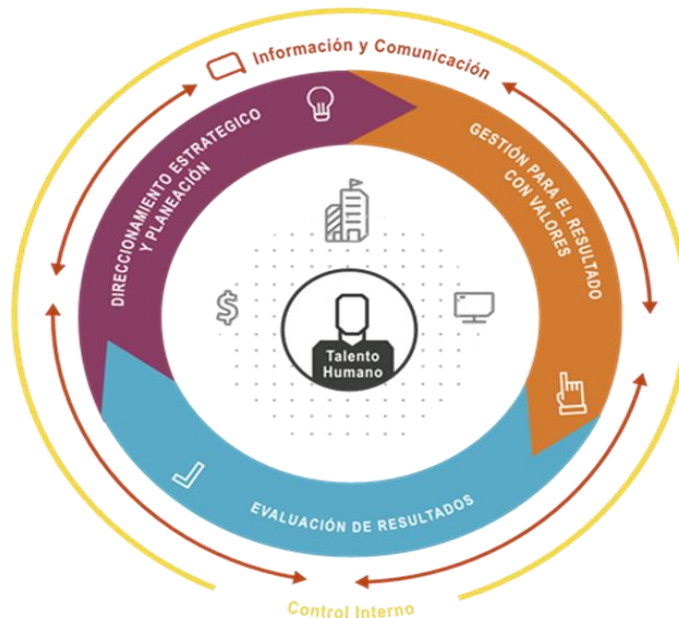 Información y Comunicación
DIRECCIONAMIENTO ESTRATEGICO
Y PLANEACIÓN
GESTIÓN PARA EL RESULTADO
CON VALORES
$
Talento
Humano
EVALUACIÓN DE RESULTADOS
Control Interno